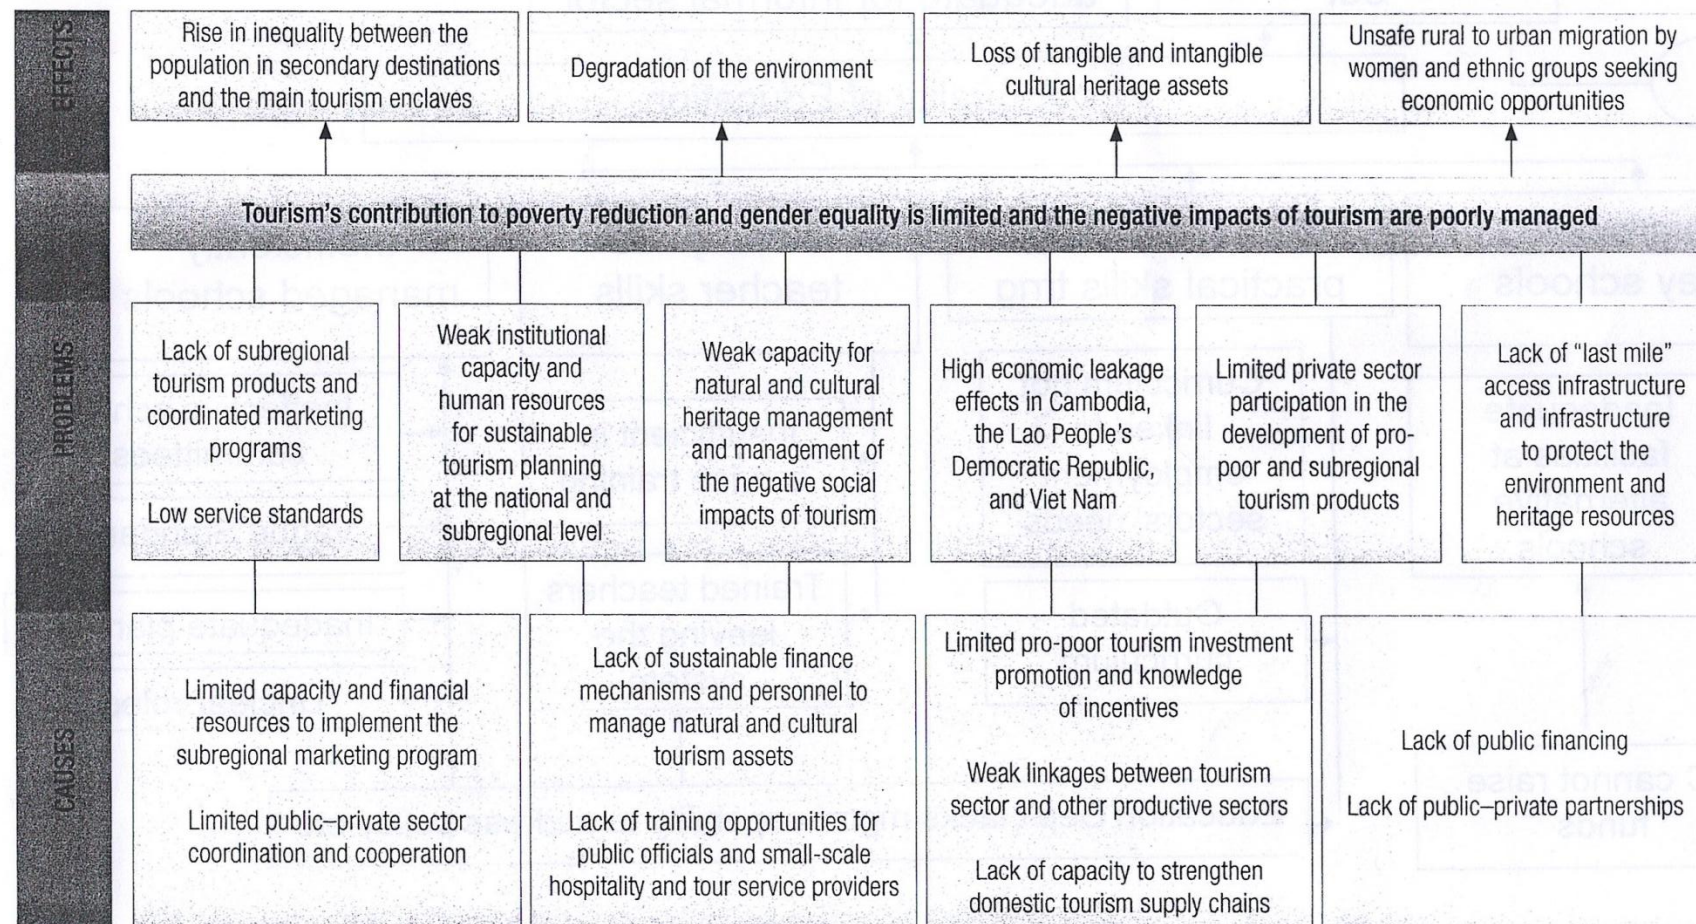 EFFECTS
Rise in inequality between the
population in secondary destinations
and the main tourism enclaves
Degradation of the environment
Loss of tangible and intangible
cultural heritage assets
Unsafe rural to urban migration by
women and ethnic groups seeking
economic opportunities
Tourism's contribution to poverty reduction and gender equality is limited and the negative impacts of tourism are poorly managed
PROBLEMS
Lack of subregional
tourism products and
coordinated marketing
programs
Low service standards
Weak institutional
capacity and
human resources
for sustainable
tourism planning
at the national and
subregional level
Weak capacity for
natural and cultural
heritage management
and management of
the negative social
impacts of tourism
High economic leakage
effects in Cambodia,
the Lao People's
Democratic Republic,
and Viet Nam
Limited private sector
participation in the
development of pro-
poor and subregional
tourism products
Lack of "last mile"
access infrastructure
and infrastructure
to protect the
environment and
heritage resources
CAUSES
Limited capacity and financial
resources to implement the
subregional marketing program
Limited public–private sector
coordination and cooperation
Lack of sustainable finance
mechanisms and personnel to
manage natural and cultural
tourism assets
Lack of training opportunities for
public officials and small-scale
hospitality and tour service providers
Limited pro-poor tourism investment
promotion and knowledge
of incentives
Weak linkages between tourism
sector and other productive sectors
Lack of capacity to strengthen
domestic tourism supply chains
Lack of public financing
Lack of public–private partnerships